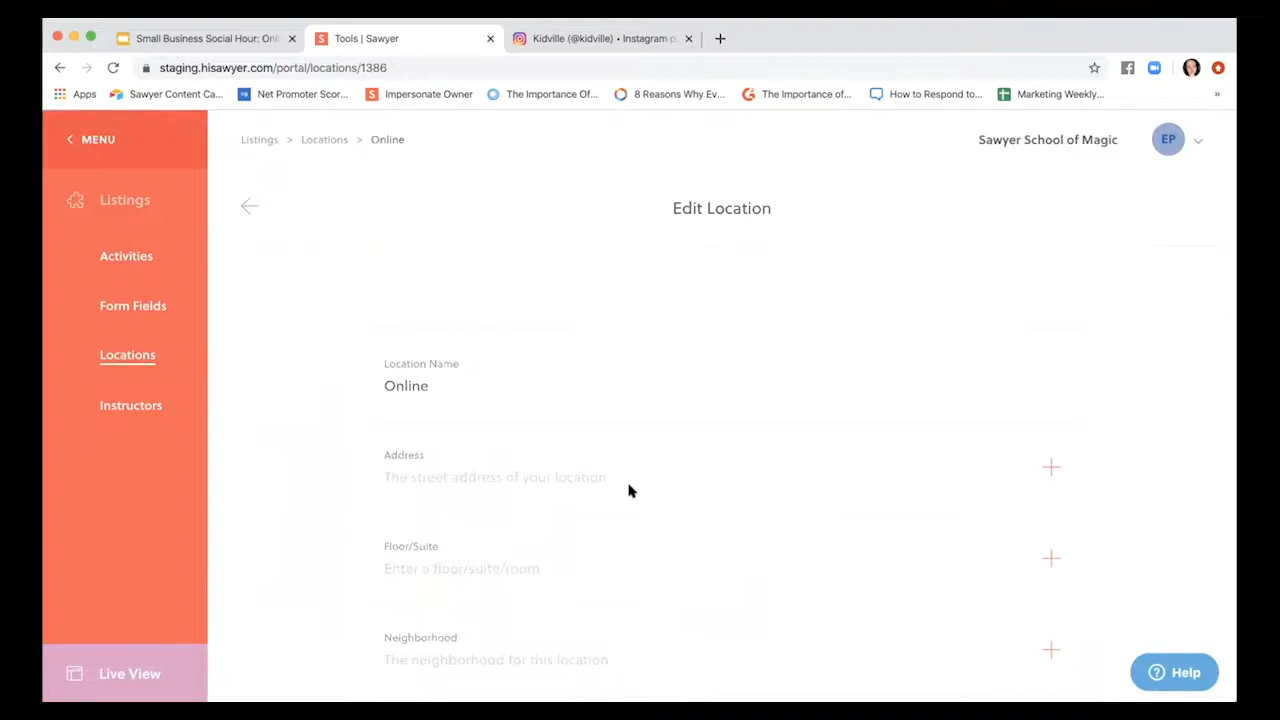 Small Business Social Hour: Onl
Tools | Sawyer
Kidville (@kidville) • Instagram p
staging.hisawyer.com/portal/locations/1386
Apps
Sawyer Content Ca...
Net Promoter Scor...
Impersonate Owner
The Importance Of...
8 Reasons Why Ev...
The Importance of...
How to Respond to...
Marketing Weekly...
»
MENU
Listings > Locations > Online
Sawyer School of Magic
EP
Listings
Edit Location
Activities
Form Fields
Locations
Instructors
Location Name
Online
Address
The street address of your location
Floor/Suite
Enter a floor/suite/room
Neighborhood
The neighborhood for this location
Live View
Help